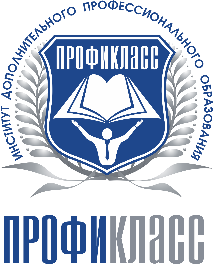 ИНСТИТУТ ДОПОЛНИТЕЛЬНОГО ПРОФЕССИОНАЛЬНОГО ОБРАЗОВАНИЯ
ПРОФИКЛАСС
ПРОФИКЛАСС